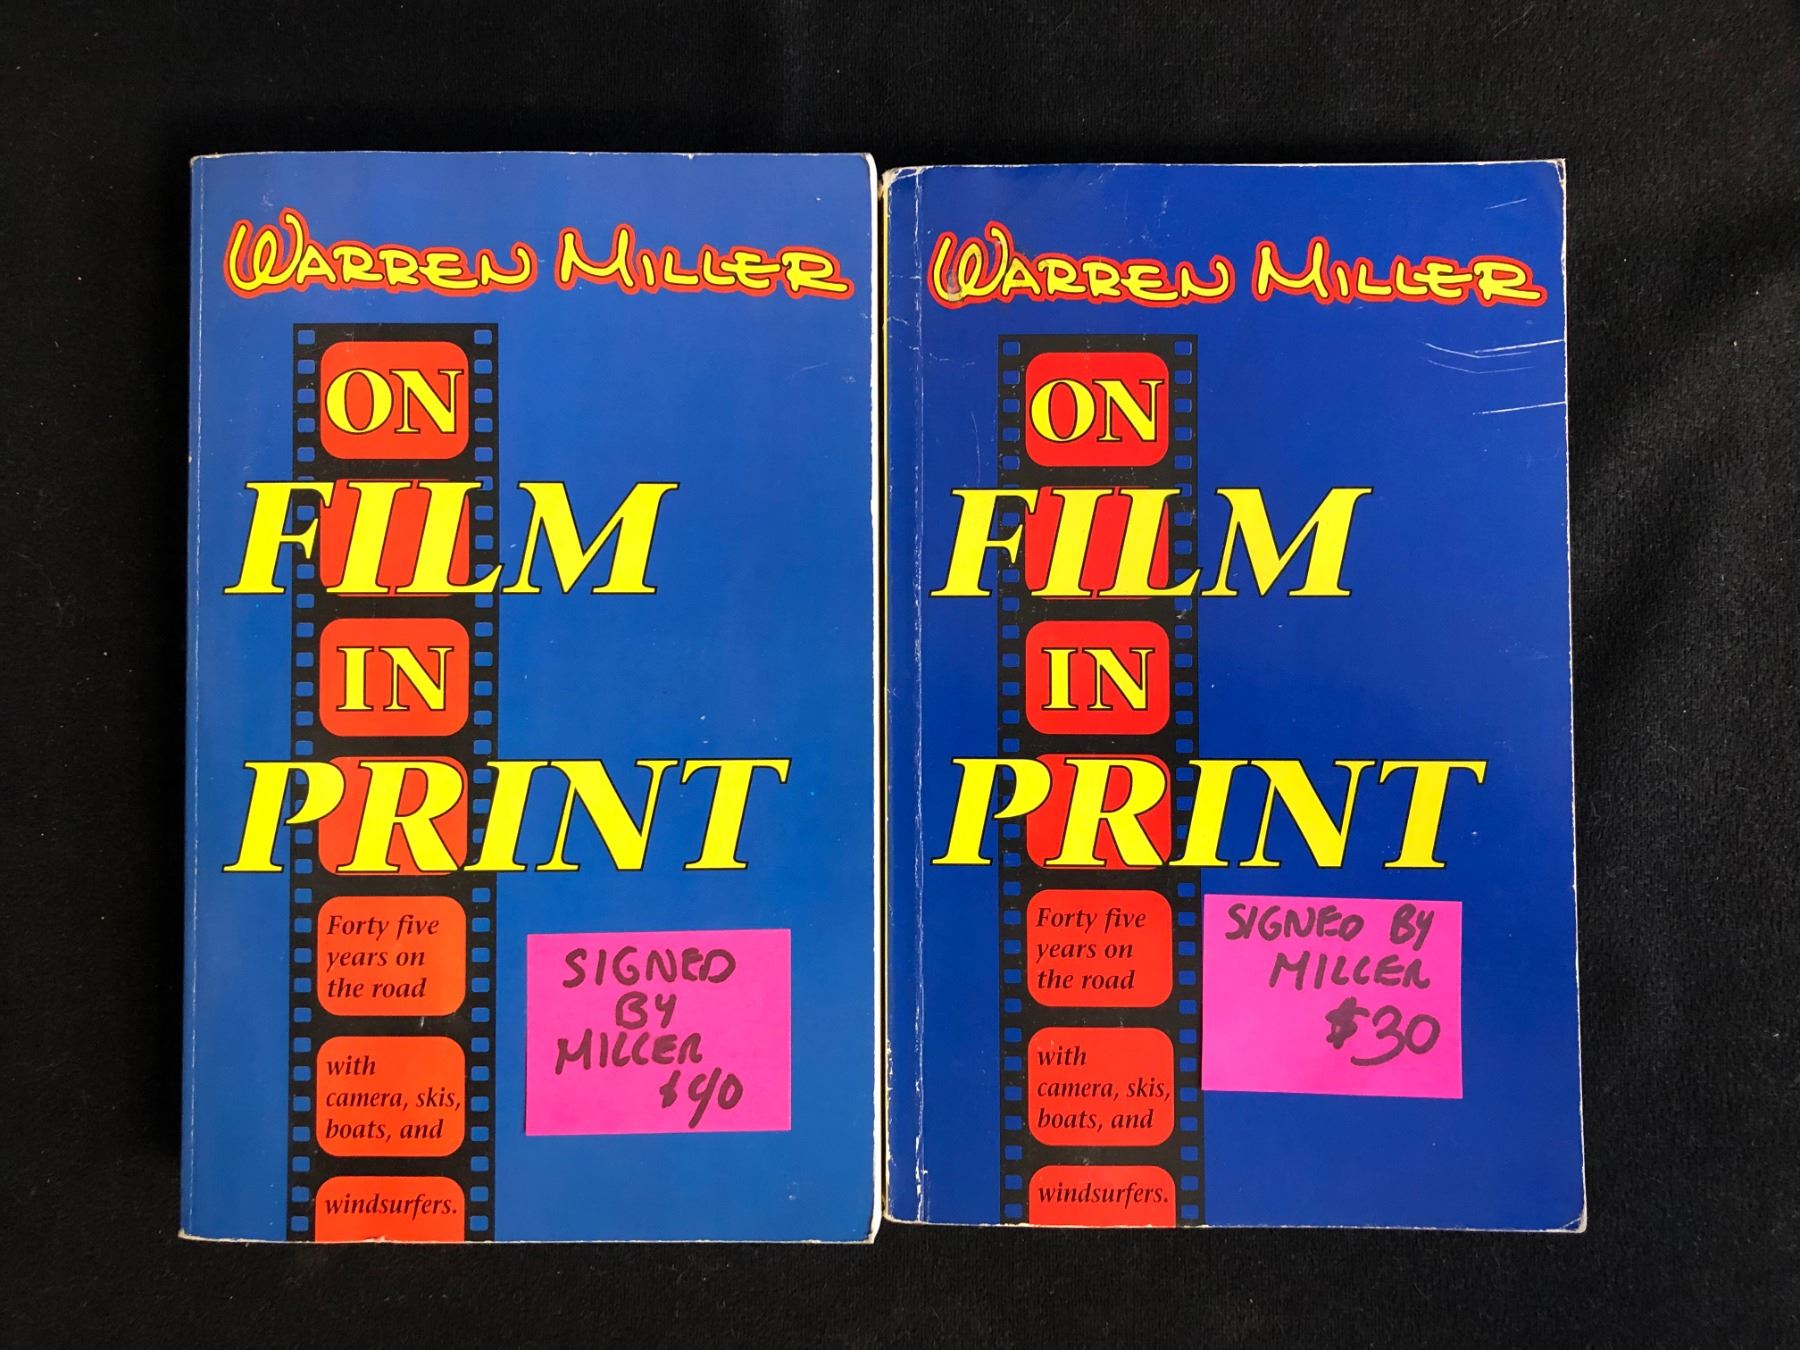 WARREN MILLER
ON
FILM
IN
PRINT
Forty five
years on
the road
with
camera, skis,
boats, and
windsurfers.
SIGNED
BY
MILLER
$40
WARREN MILLER
ON
FILM
IN
PRINT
Forty five
years on
the road
with
camera, skis,
boats, and
windsurfers.
SIGNED BY
MILLER
$30